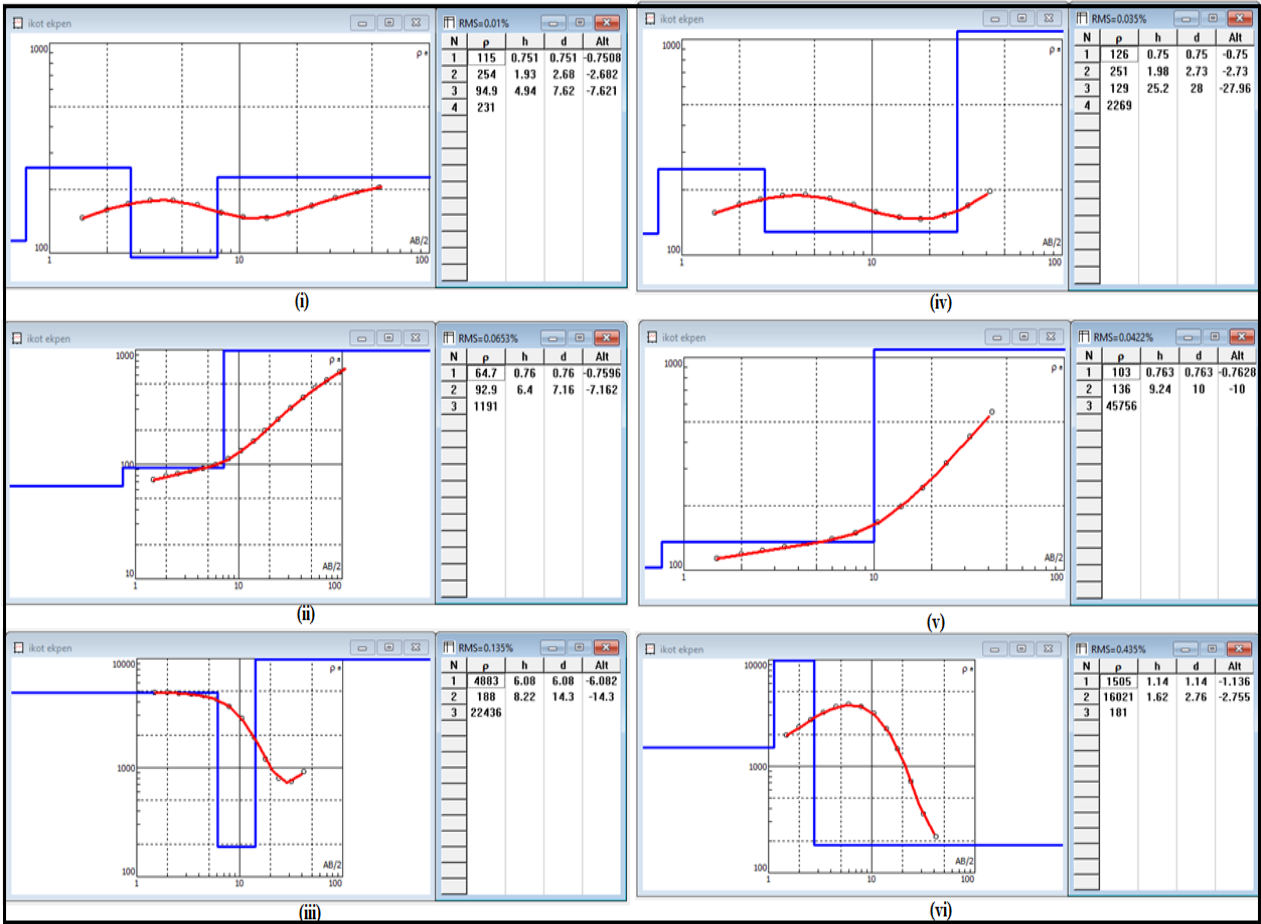 ikot ekpen
1000
ρ a
100
AB/2
1
10
100
RMS=0.01%
N ρ h d Alt
1 115 0.751 0.751 -0.7508
2 254 1.93 2.68 -2.682
3 94.9 4.94 7.62 -7.621
4 231
(i)
ikot ekpen
1000
ρ a
100
AB/2
1
10
100
RMS=0.035%
N ρ h d Alt
1 126 0.75 0.75 -0.75
2 251 1.98 2.73 -2.73
3 129 25.2 28 -27.96
4 2269
(iv)
ikot ekpen
1000
ρ a
100
AB/2
10
1
10
100
RMS=0.0653%
N ρ h d Alt
1 64.7 0.76 0.76 -0.7596
2 92.9 6.4 7.16 -7.162
3 1191
(ii)
ikot ekpen
1000
ρ a
100
AB/2
1
10
100
RMS=0.0422%
N ρ h d Alt
1 103 0.763 0.763 -0.7628
2 136 9.24 10 -10
3 45756
(v)
ikot ekpen
10000
ρ a
1000
AB/2
100
1
10
100
RMS=0.135%
N ρ h d Alt
1 4883 6.08 6.08 -6.082
2 188 8.22 14.3 -14.3
3 22436
(iii)
ikot ekpen
10000
ρ a
1000
AB/2
100
1
10
100
RMS=0.435%
N ρ h d Alt
1 1505 1.14 1.14 -1.136
2 16021 1.62 2.76 -2.755
3 181
(vi)